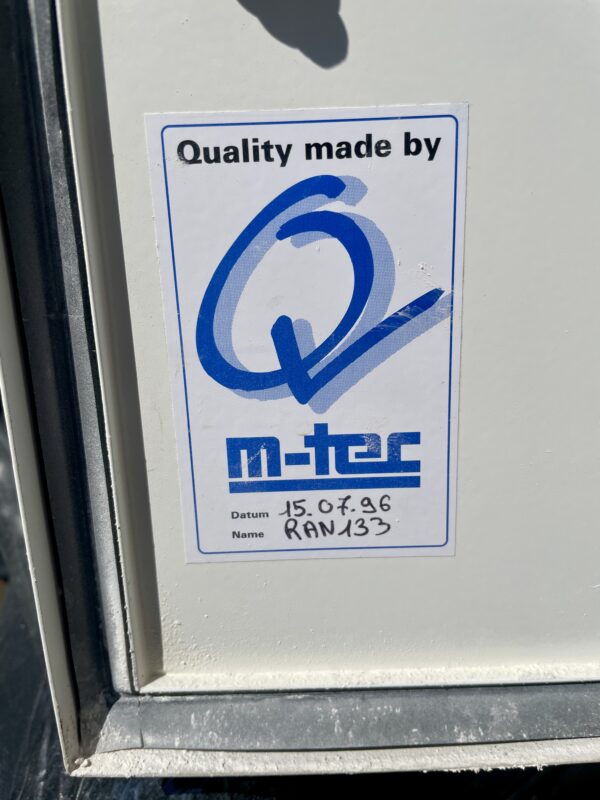 Quality made by
m-tec
Datum 15.07.96
Name RAN133